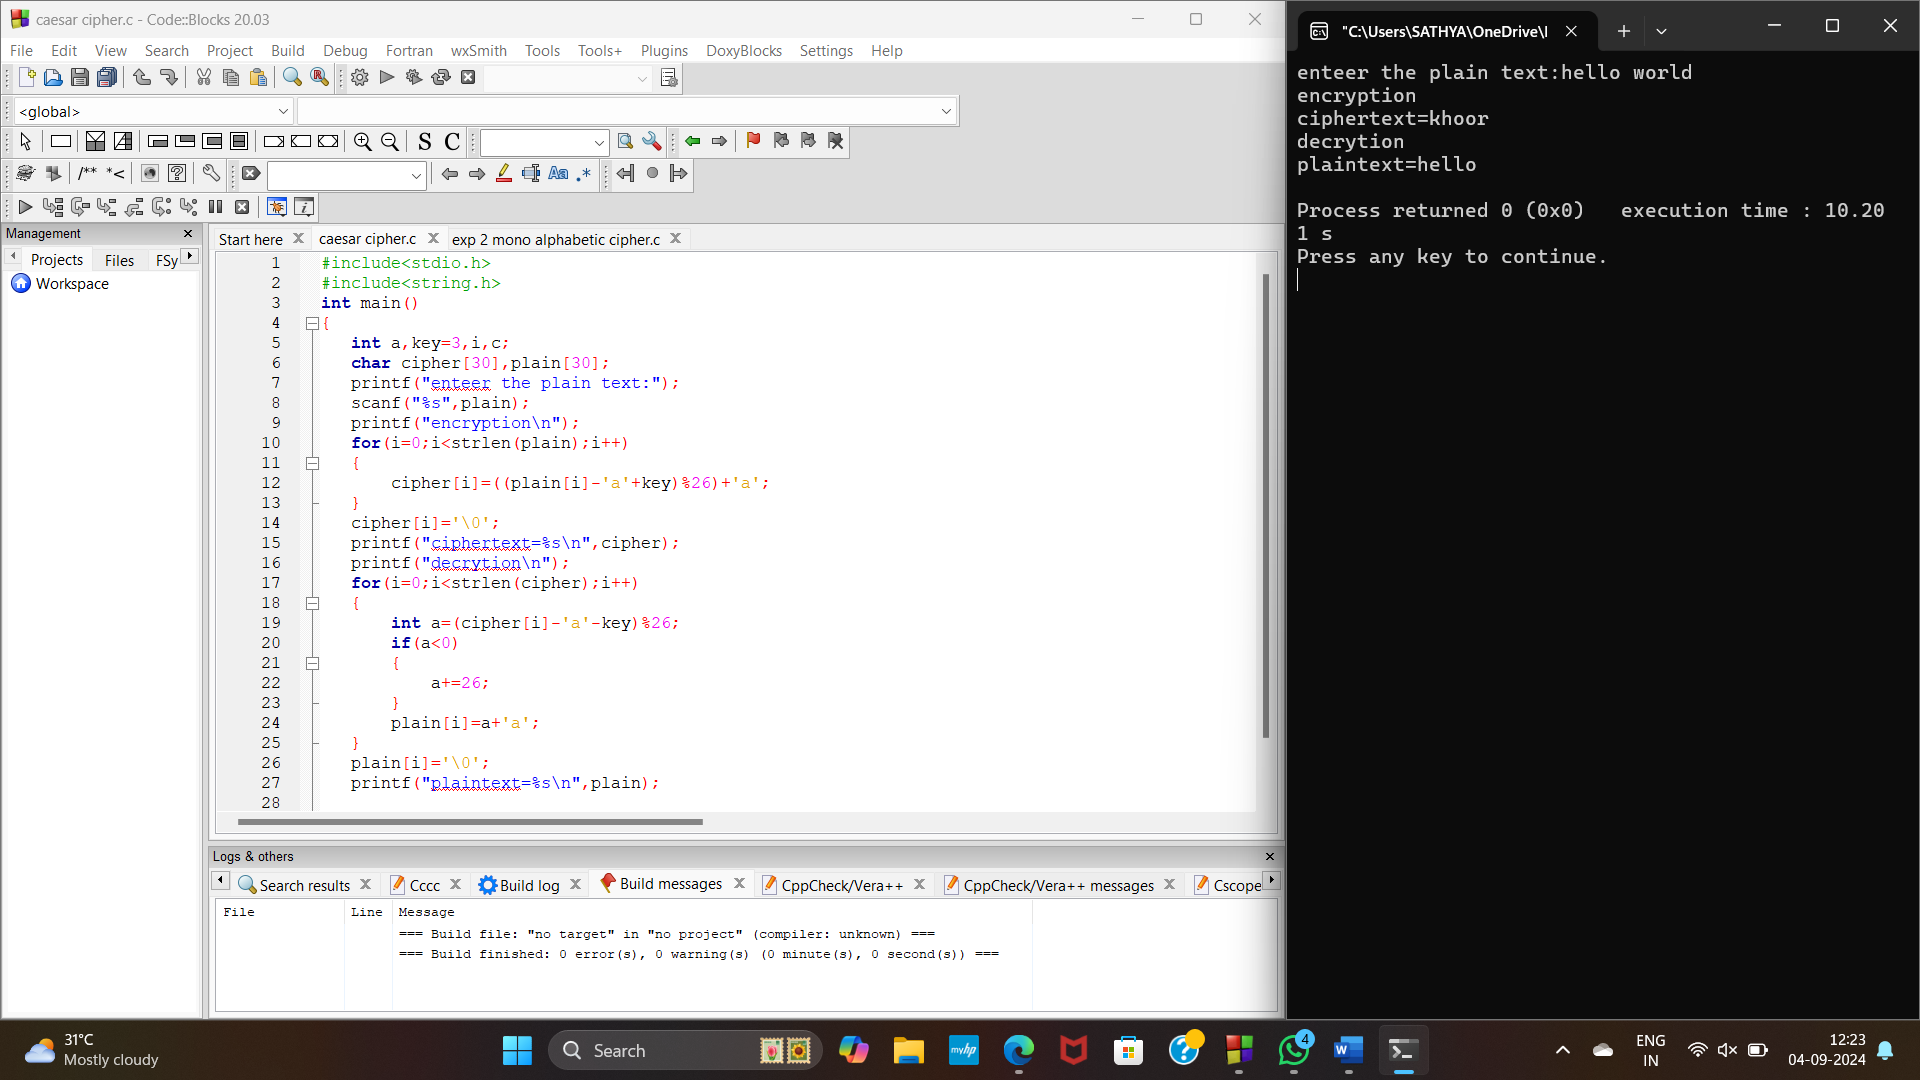 caesar cipher.c - Code::Blocks 20.03
File Edit View Search Project Build Debug Fortran wxSmith Tools Tools+ Plugins DoxyBlocks Settings Help
<global>
S C
/** *<
Aa .*
Management
Projects Files FSy
Workspace
Start here caesar cipher.c exp 2 mono alphabetic cipher.c
1 #include<stdio.h>
2 #include<string.h>
3 int main()
4 {
5 int a,key=3,i,c;
6 char cipher[30],plain[30];
7 printf("enteer the plain text:");
8 scanf("%s",plain);
9 printf("encryption\n");
10 for(i=0;i<strlen(plain);i++)
11 {
12 cipher[i]=((plain[i]-'a'+key)%26)+'a';
13 }
14 cipher[i]='\0';
15 printf("ciphertext=%s\n",cipher);
16 printf("decrytion\n");
17 for(i=0;i<strlen(cipher);i++)
18 {
19 int a=(cipher[i]-'a'-key)%26;
20 if(a<0)
21 {
22 a+=26;
23 }
24 plain[i]=a+'a';
25 }
26 plain[i]='\0';
27 printf("plaintext=%s\n",plain);
28
Logs & others
Search results Cccc Build log Build messages CppCheck/Vera++ CppCheck/Vera++ messages Cscope
File Line Message
=== Build file: "no target" in "no project" (compiler: unknown) ===
=== Build finished: 0 error(s), 0 warning(s) (0 minute(s), 0 second(s)) ===
"C:\Users\SATHYA\OneDrive\
enteer the plain text:hello world
encryption
ciphertext=khoor
decrytion
plaintext=hello
Process returned 0 (0x0) execution time : 10.20
1 s
Press any key to continue.
31°C
Mostly cloudy
Search
myhp
4
ENG
IN
12:23
04-09-2024